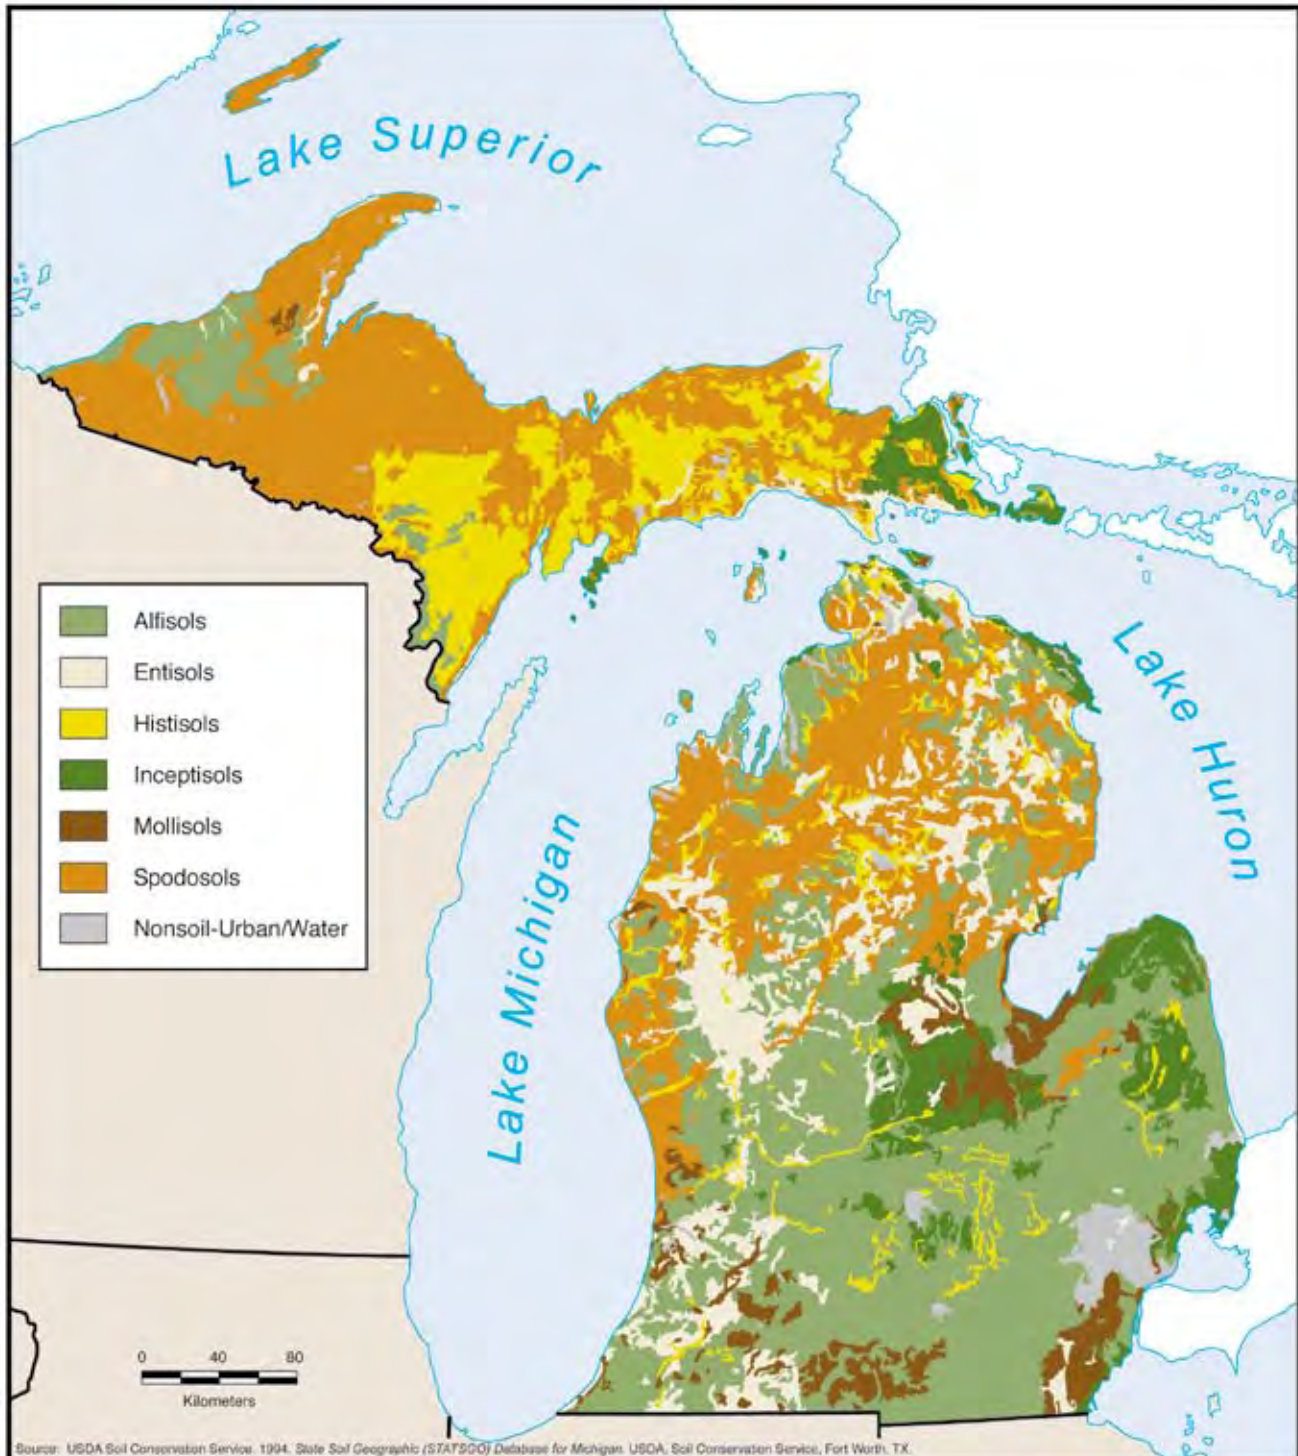 Lake Superior
Alfisols
Entisols
Histisols
Inceptisols
Mollisols
Spodosols
Nonsoil-Urban/Water
Lake Michigan
Lake Huron
0 40 80
Kilometers
Source: USDA Soil Conservation Service. 1994. State Soil Geographic (STATSGO) Database for Michigan. USDA, Soil Conservation Service, Fort Worth, TX.